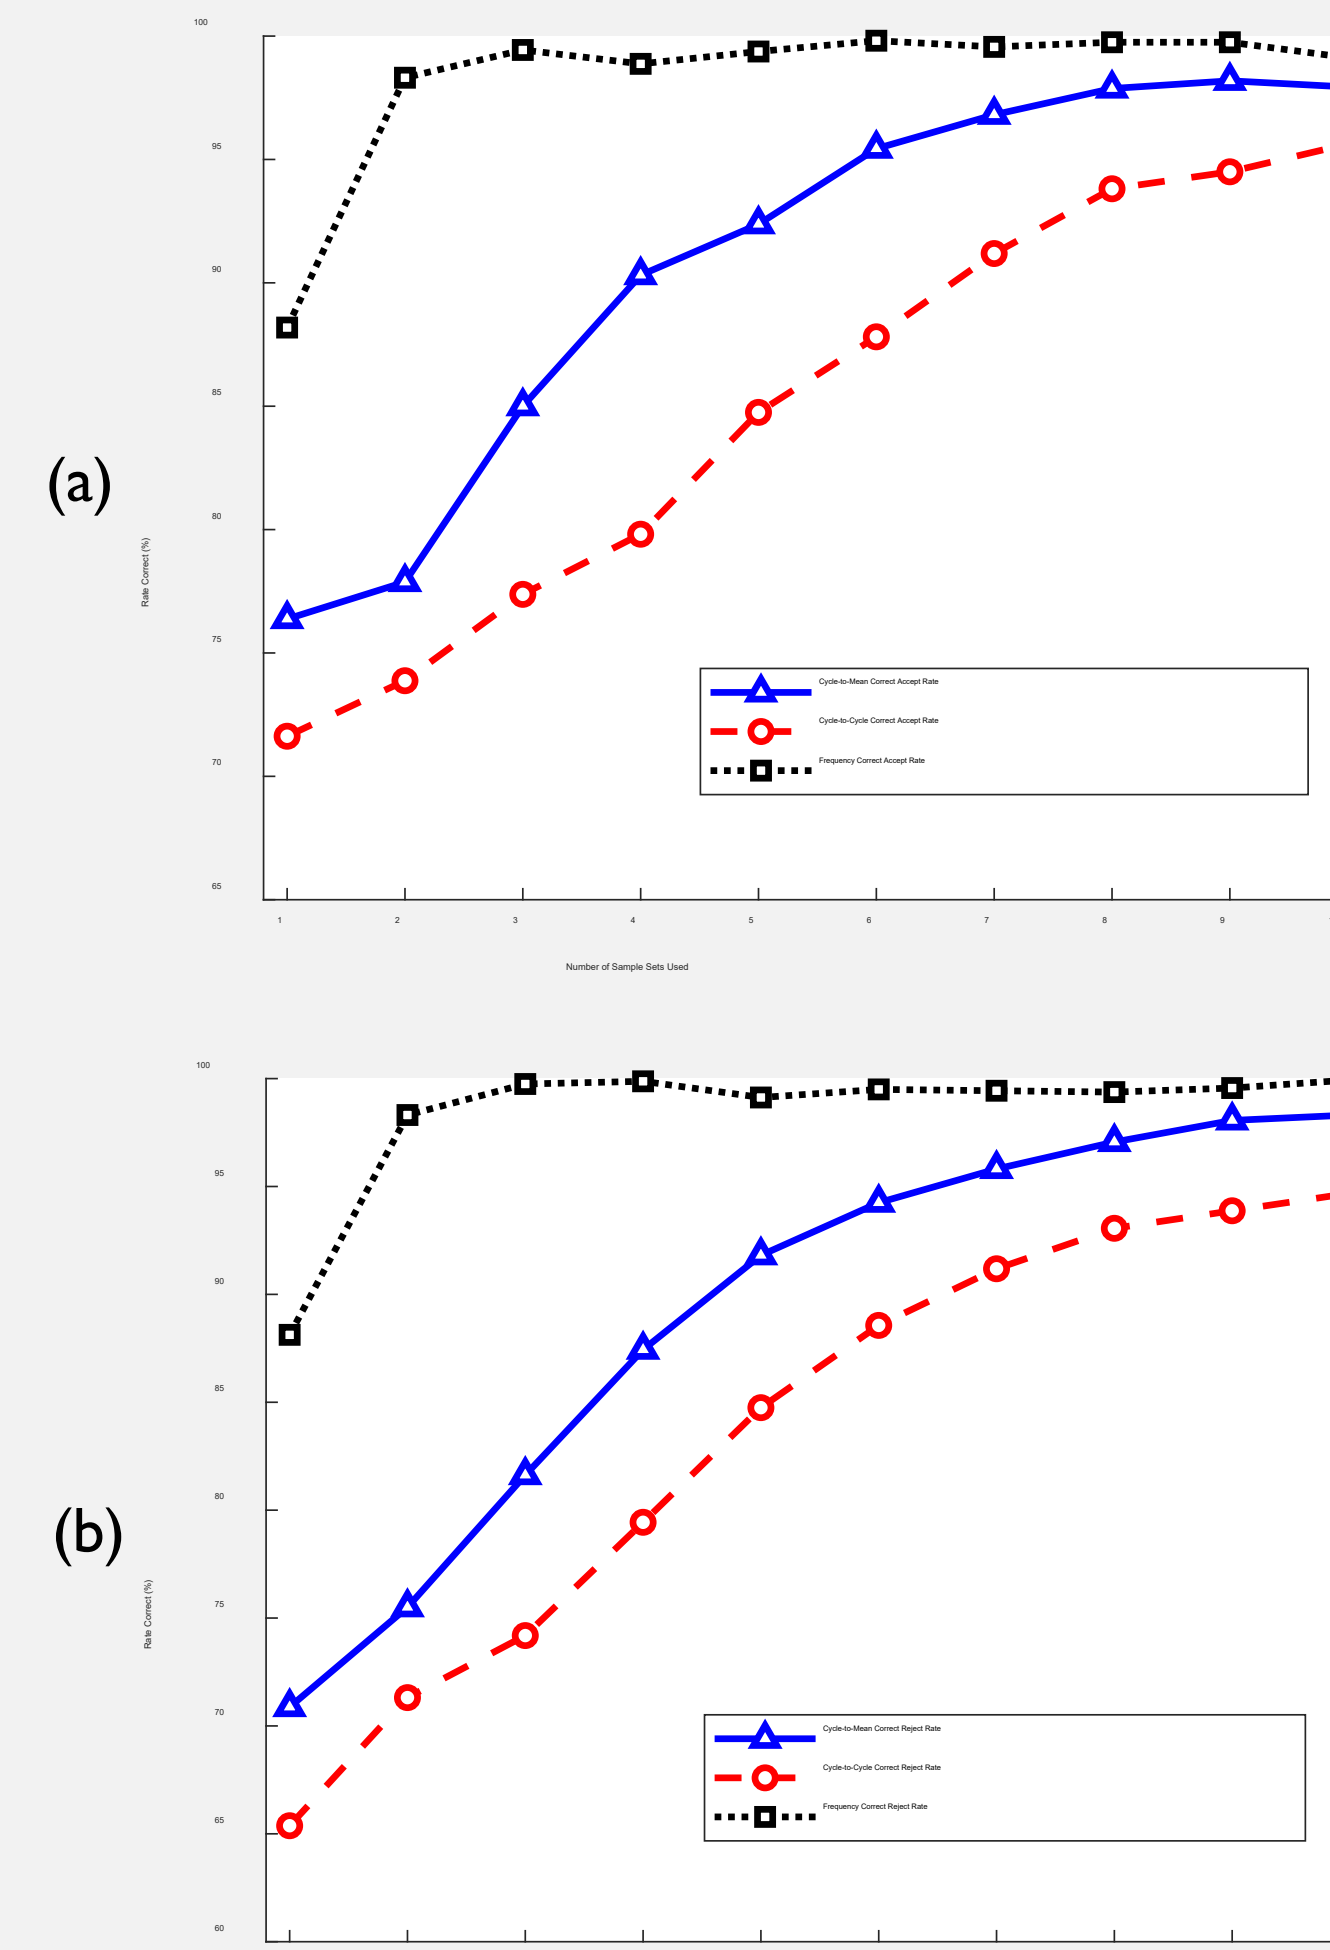 100
95
90
85
(a)
80
Rate Correct (%)
75
Cycle-to-Mean Correct Accept Rate
Cycle-to-Cycle Correct Accept Rate
Frequency Correct Accept Rate
70
65
1 2 3 4 5 6 7 8 9
Number of Sample Sets Used
100
95
90
85
80
(b)
75
Rate Correct (%)
70
Cycle-to-Mean Correct Reject Rate
Cycle-to-Cycle Correct Reject Rate
Frequency Correct Reject Rate
65
60